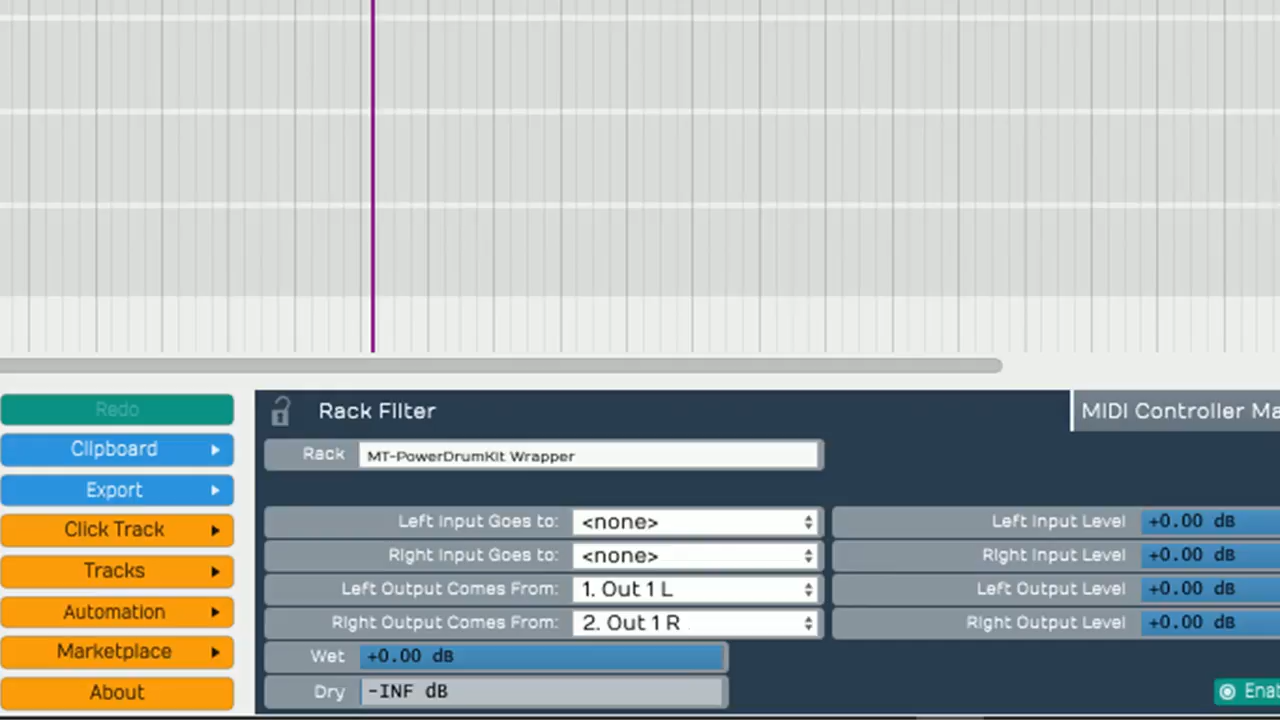 Redo
Clipboard
Export
Click Track
Tracks
Automation
Marketplace
About
Rack Filter
MIDI Controller Ma
Rack MT-PowerDrumKit Wrapper
Left Input Goes to: <none> Left Input Level +0.00 dB
Right Input Goes to: <none> Right Input Level +0.00 dB
Left Output Comes From: 1. Out 1 L Left Output Level +0.00 dB
Right Output Comes From: 2. Out 1 R Right Output Level +0.00 dB
Wet +0.00 dB
Dry -INF dB
Enab